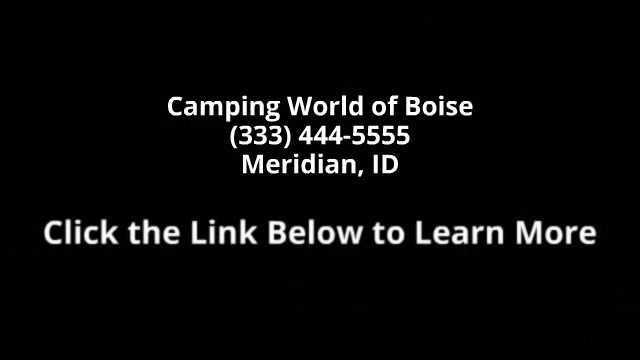 Camping World of Boise
(333) 444-5555
Meridian, ID
Click the Link Below to Learn More